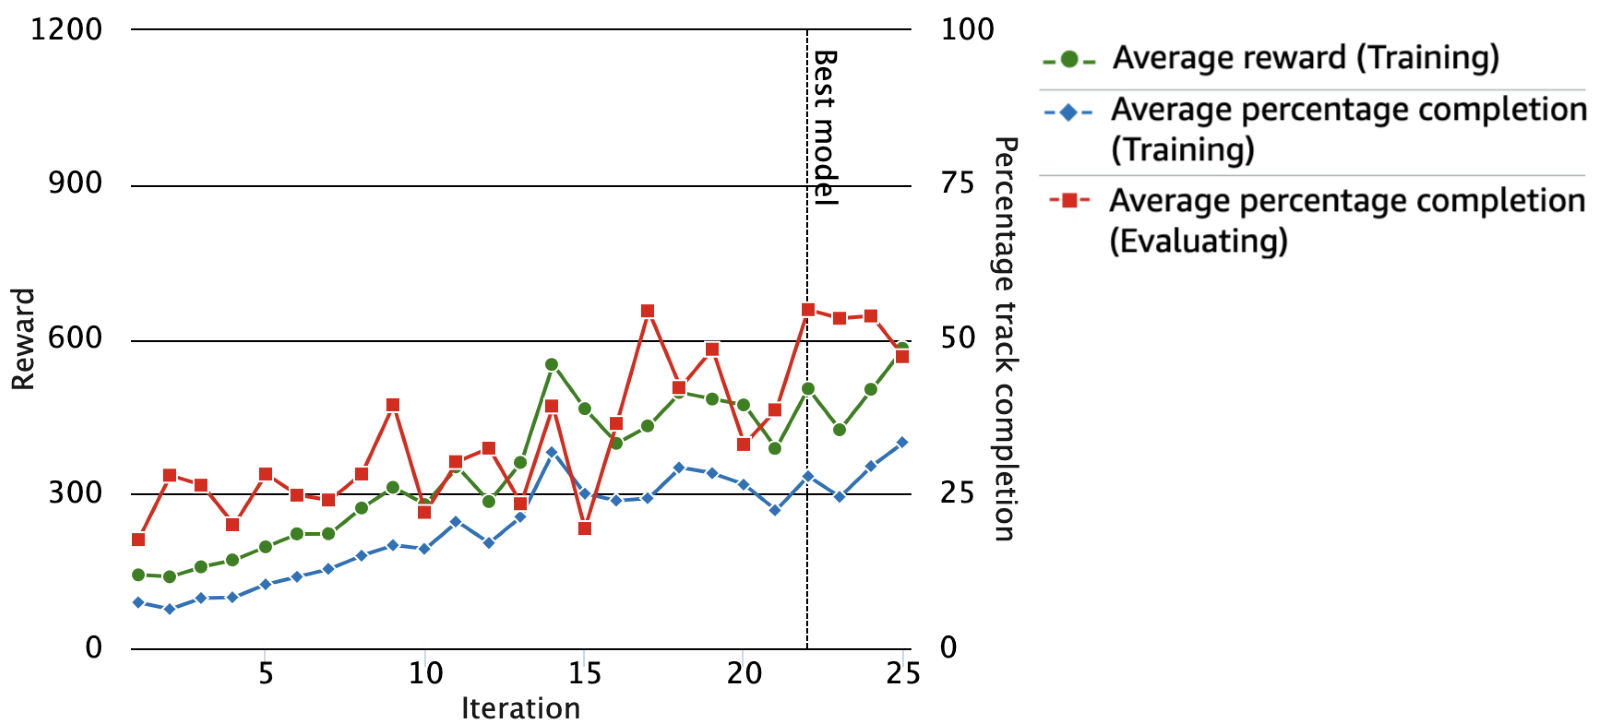 1200
900
600
300
0
Reward
5
10
15
20
25
Iteration
100
75
50
25
0
Percentage track completion
Best model
Average reward (Training)
Average percentage completion
(Training)
Average percentage completion
(Evaluating)